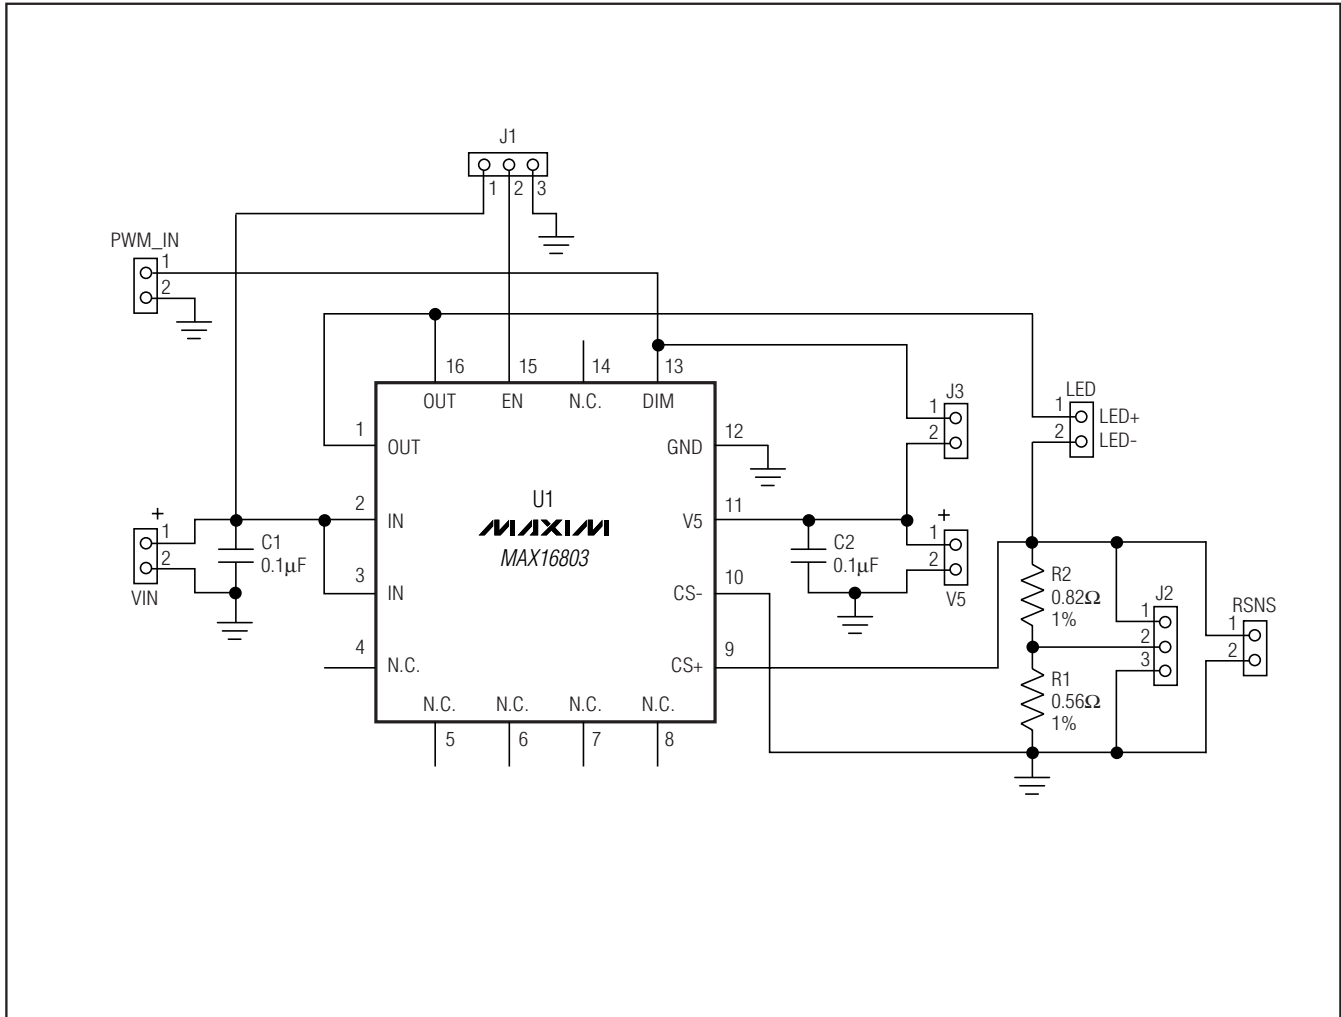 J1
1 2 3
PWM_IN
1
2
16 15 14 13
OUT EN N.C. DIM
J3
1
2
LED
1 LED+
2 LED-
1 OUT
GND 12
U1
MAXIM
MAX16803
2 IN
V5 11
+
1
2
VIN
C1
0.1µF
C2
0.1µF
+
1
2
V5
3 IN
CS- 10
4 N.C.
CS+ 9
N.C. N.C. N.C. N.C.
5 6 7 8
R2
0.82Ω
1%
R1
0.56Ω
1%
J2
1
2
3
RSNS
1
2